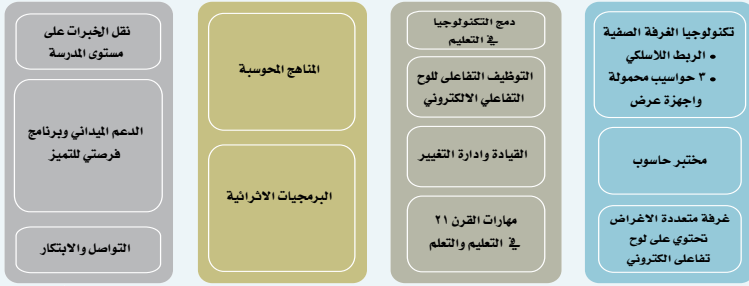 تكنولوجيا الغرفة الصفية
• الربط اللاسلكي
• ٣ حواسيب محمولة
واجهزة عرض
مختبر حاسوب
غرفة متعددة الاغراض
تحتوي على لوح
تفاعلى الكتروني
دمج التكنولوجيا
في التعليم
التوظيف التفاعلى للوح
التفاعلي الالكتروني
القيادة وادارة التغيير
مهارات القرن ٢١
في التعليم والتعلم
المناهج المحوسبة
البرمجيات الاثرائية
نقل الخبرات على
مستوى المدرسة
الدعم الميداني وبرنامج
فرصتي للتميز
التواصل والابتكار